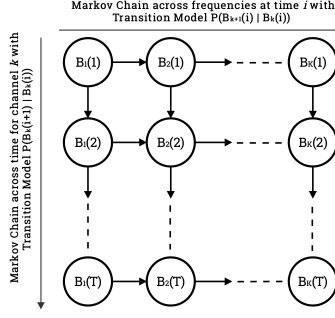 Markov Chain across frequencies at time i with
Transition Model P(Bₖ₊₁(i) | Bₖ(i))
Markov Chain across time for channel k with
Transition Model P(Bₖ(i+1) | Bₖ(i))
B₁(1) B₂(1) Bₖ(1)
B₁(2) B₂(2) Bₖ(2)
B₁(T) B₂(T) Bₖ(T)